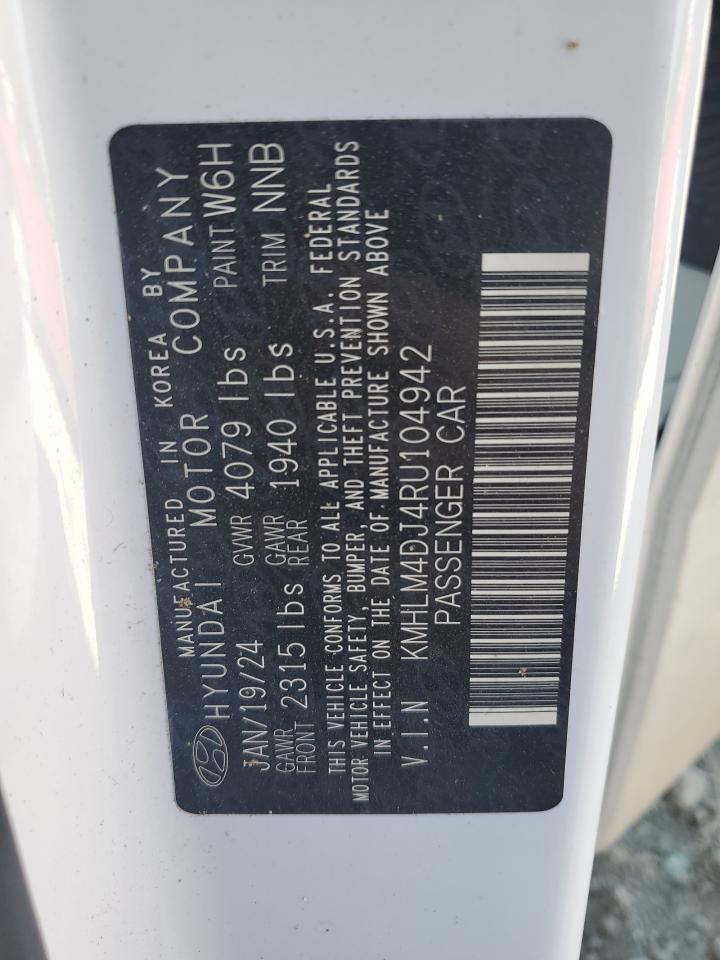 MANUFACTURED IN KOREA BY
HYUNDAI MOTOR COMPANY
JAN/19/24 GVWR 4079 lbs PAINT W6H
GAWR FRONT 2315 lbs GAWR REAR 1940 lbs TRIM NNB
THIS VEHICLE CONFORMS TO ALL APPLICABLE U.S.A. FEDERAL
MOTOR VEHICLE SAFETY, BUMPER, AND THEFT PREVENTION STANDARDS
IN EFFECT ON THE DATE OF MANUFACTURE SHOWN ABOVE
V.I.N KMHLM4DJ4RU104942
PASSENGER CAR